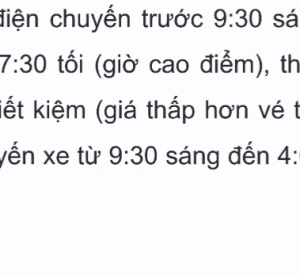 điện chuyến trước 9:30 sá
7:30 tối (giờ cao điểm), th
iết kiệm (giá thấp hơn vé t
yến xe từ 9:30 sáng đến 4: